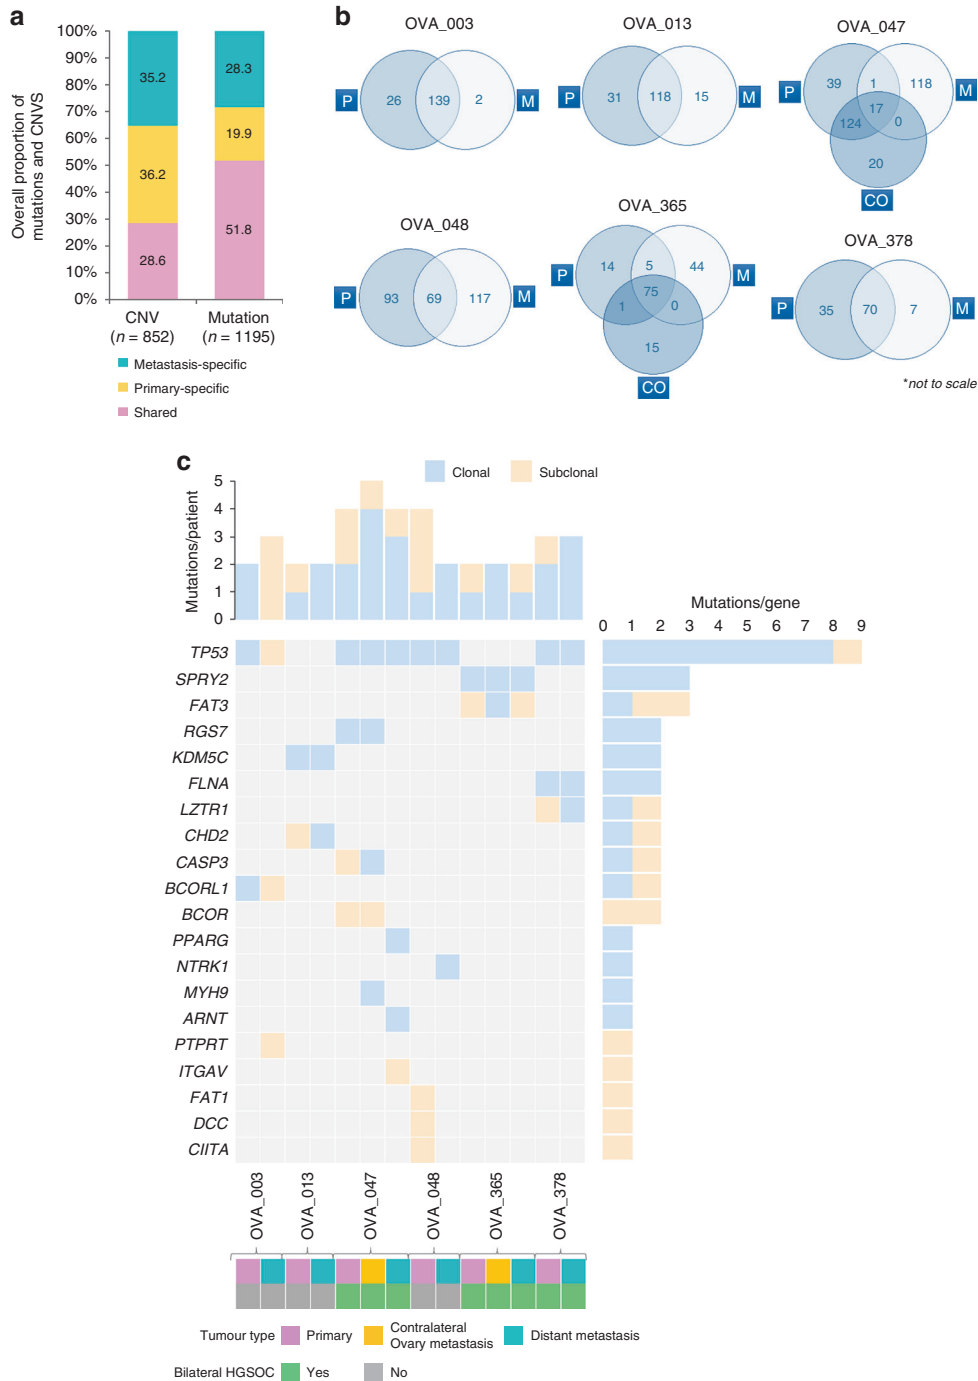 a
Overall proportion of
mutations and CNVS
100%
90%
80%
70%
60%
50%
40%
30%
20%
10%
0%
35.2
36.2
28.6
28.3
19.9
51.8
CNV
(n = 852)
Mutation
(n = 1195)
Metastasis-specific
Primary-specific
Shared
b
OVA_003
P 26 139 2 M
OVA_013
P 31 118 15 M
OVA_047
P 39 1 118 M
17
124 0
20
CO
OVA_048
P 93 69 117 M
OVA_365
P 14 5 44 M
75
1 0
15
CO
OVA_378
P 35 70 7 M
*not to scale
c
Clonal Subclonal
Mutations/patient
5
4
3
2
1
0
Mutations/gene
0 1 2 3 4 5 6 7 8 9
TP53
SPRY2
FAT3
RGS7
KDM5C
FLNA
LZTR1
CHD2
CASP3
BCORL1
BCOR
PPARG
NTRK1
MYH9
ARNT
PTPRT
ITGAV
FAT1
DCC
CIITA
OVA_003
OVA_013
OVA_047
OVA_048
OVA_365
OVA_378
Tumour type Primary Contralateral
Ovary metastasis Distant metastasis
Bilateral HGSOC Yes No